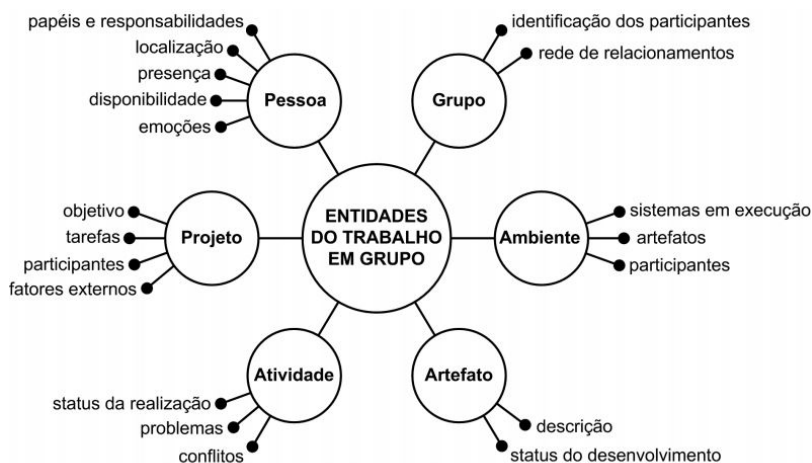 papéis e responsabilidades
localização
presença
disponibilidade
emoções
Pessoa
identificação dos participantes
rede de relacionamentos
Grupo
objetivo
tarefas
participantes
fatores externos
Projeto
ENTIDADES
DO TRABALHO
EM GRUPO
Ambiente
sistemas em execução
artefatos
participantes
Atividade
status da realização
problemas
conflitos
Artefato
descrição
status do desenvolvimento